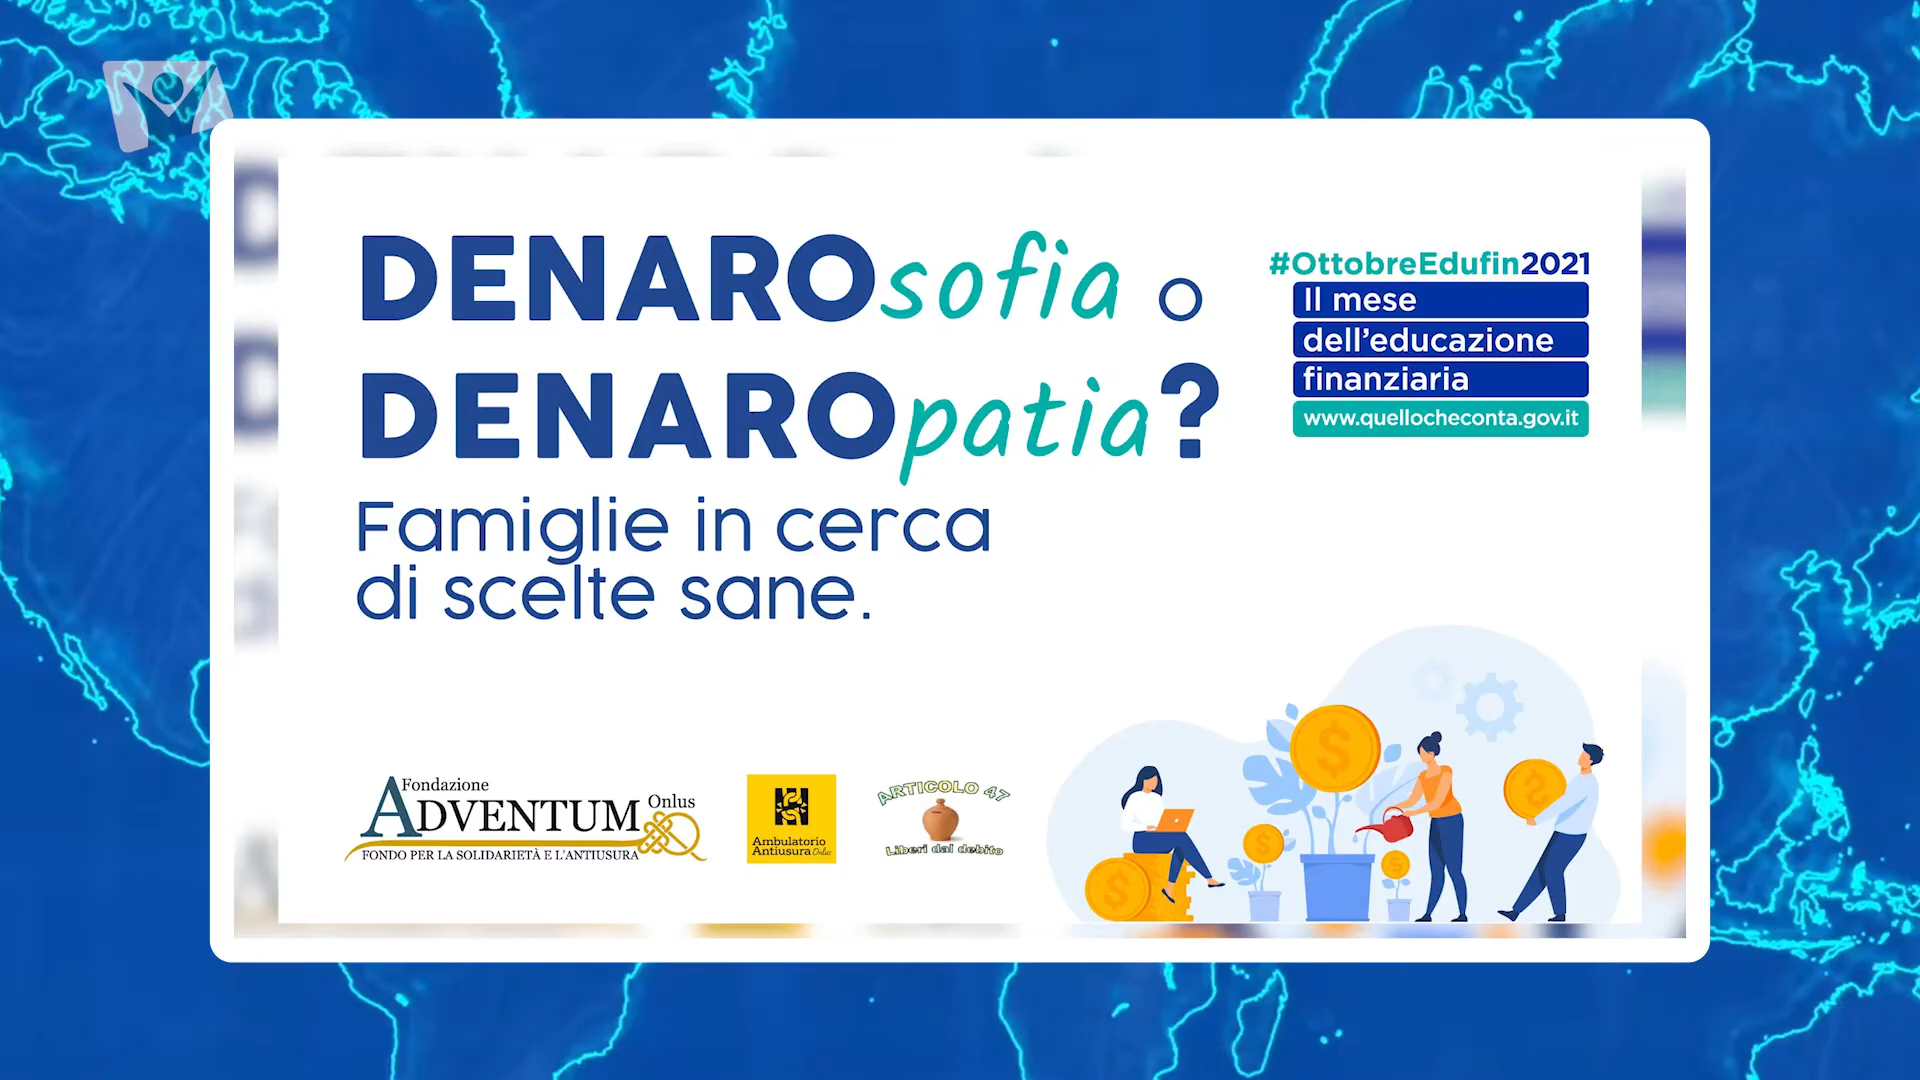 DENAROsofia o
DENAROpatia?
Famiglie in cerca
di scelte sane.
#OttobreEdufin2021
Il mese
dell'educazione
finanziaria
www.quellocheconta.gov.it
Fondazione
ADVENTUM Onlus
FONDO PER LA SOLIDARIETÀ E L'ANTIUSURA
Ambulatorio
Antiusura Onlus
ARTICOLO 47
Liberi dal debito